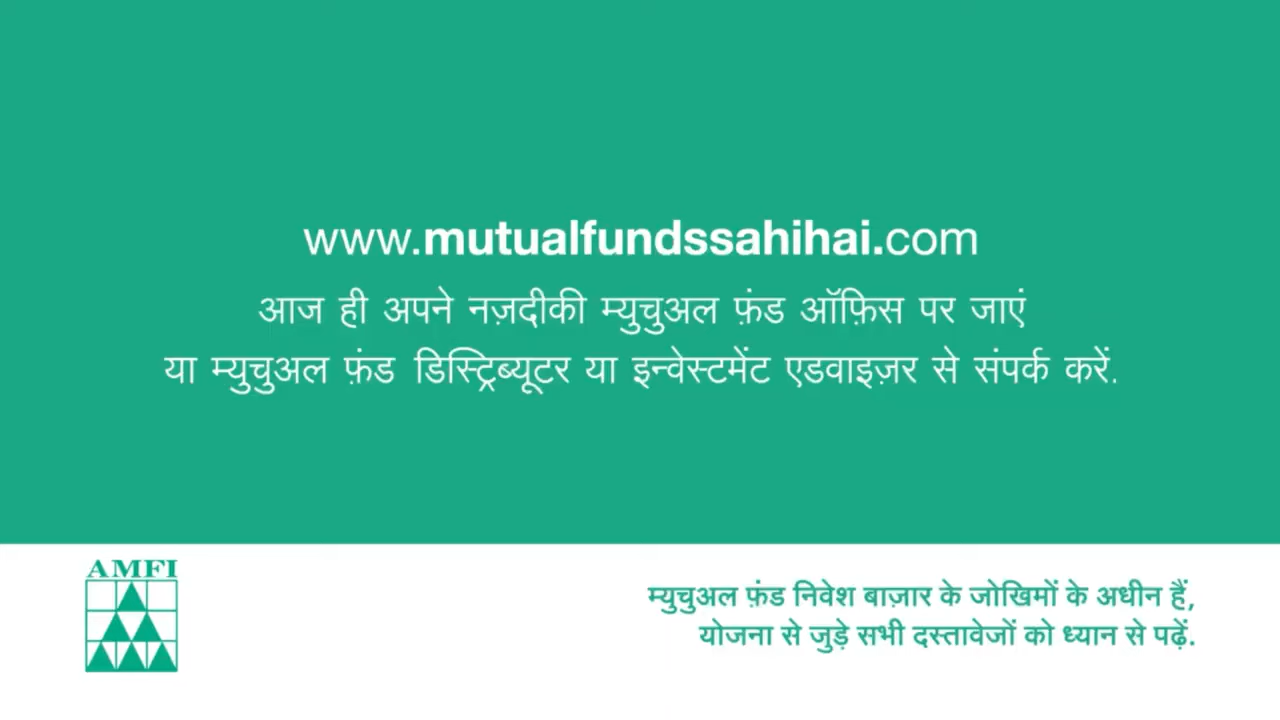 www.mutualfundssahihai.com
आज ही अपने नज़दीकी म्युचुअल फ़ंड ऑफ़िस पर जाएं
या म्युचुअल फ़ंड डिस्ट्रिब्यूटर या इन्वेस्टमेंट एडवाइज़र से संपर्क करें.
AMFI
म्युचुअल फ़ंड निवेश बाज़ार के जोखिमों के अधीन हैं,
योजना से जुड़े सभी दस्तावेजों को ध्यान से पढ़ें.